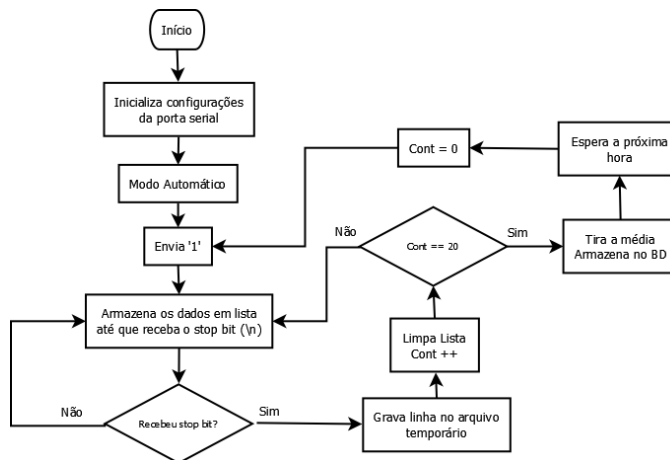 Início
Inicializa configurações
da porta serial
Modo Automático
Envia '1'
Armazena os dados em lista
até que receba o stop bit (\n)
Recebeu stop bit?
Não
Sim
Grava linha no arquivo
temporário
Limpa Lista
Cont ++
Cont == 20
Não
Sim
Tira a média
Armazena no BD
Espera a próxima
hora
Cont = 0